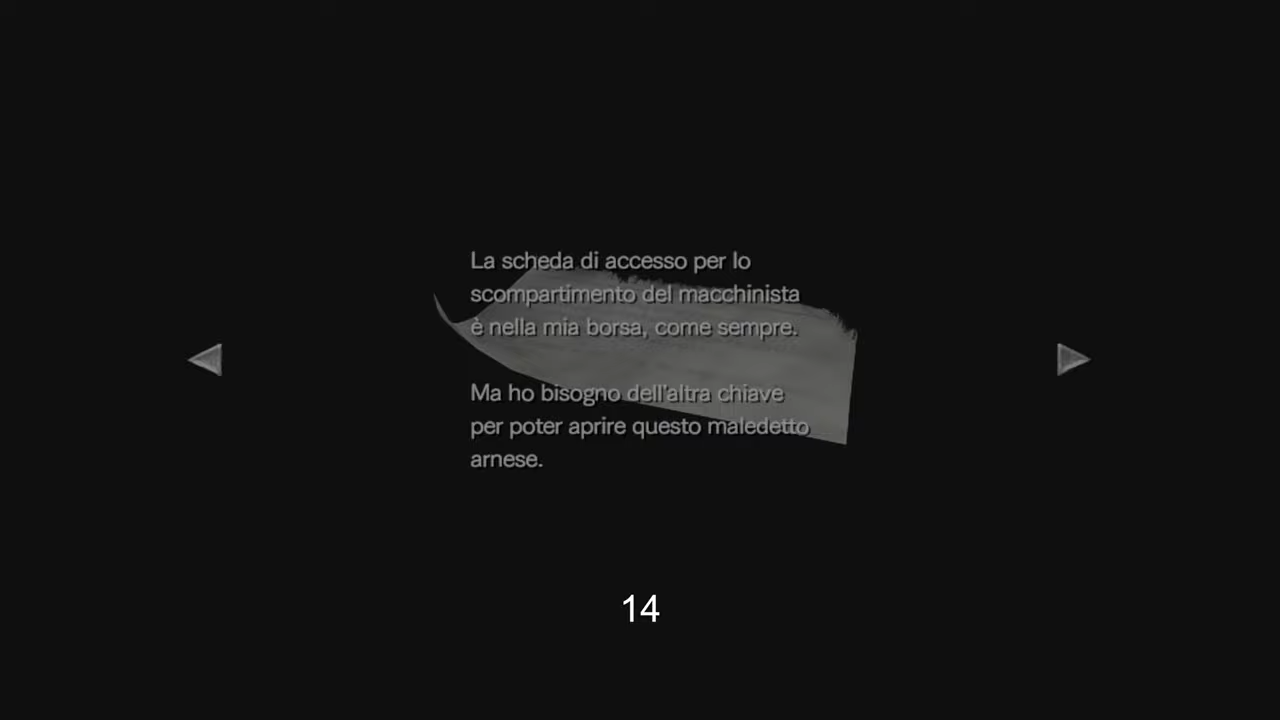 La scheda di accesso per lo
scompartimento del macchinista
è nella mia borsa, come sempre.
Ma ho bisogno dell'altra chiave
per poter aprire questo maledetto
arnese.
14